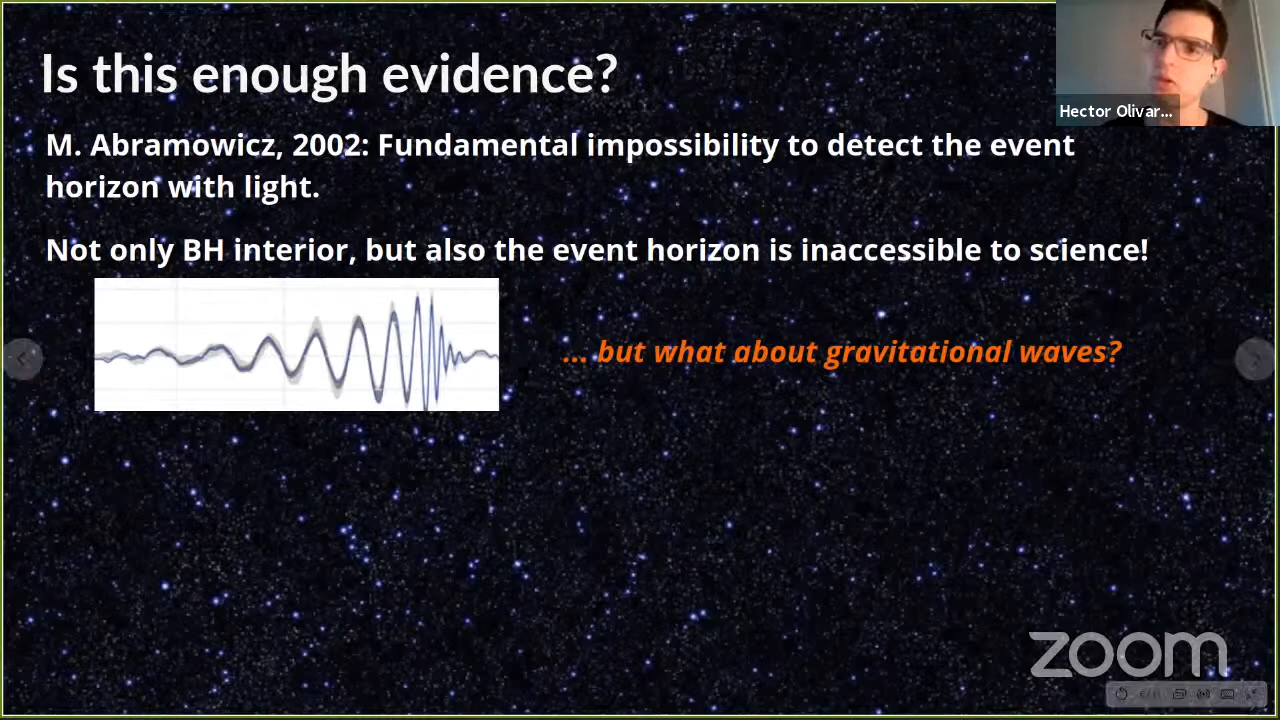 Is this enough evidence?
Hector Olivar...
M. Abramowicz, 2002: Fundamental impossibility to detect the event
horizon with light.
Not only BH interior, but also the event horizon is inaccessible to science!
... but what about gravitational waves?
zoom